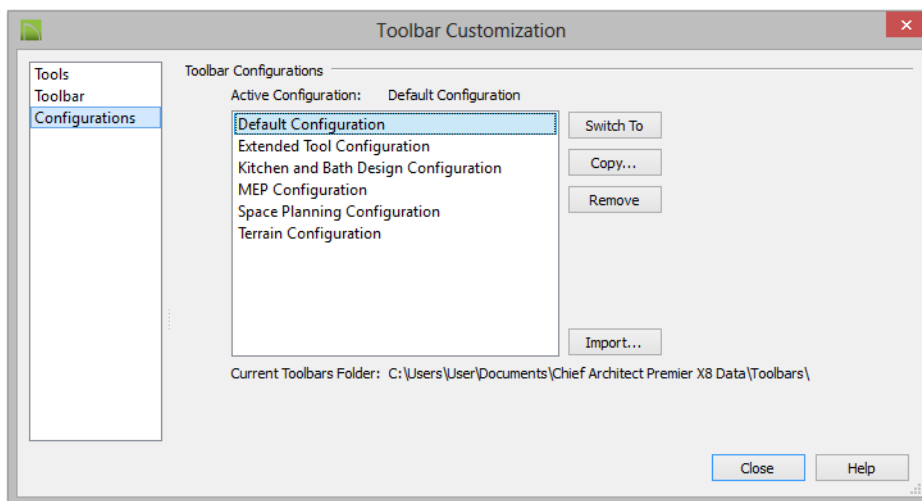 Toolbar Customization
Tools
Toolbar
Configurations
Toolbar Configurations
Active Configuration: Default Configuration
Default Configuration
Extended Tool Configuration
Kitchen and Bath Design Configuration
MEP Configuration
Space Planning Configuration
Terrain Configuration
Switch To
Copy...
Remove
Import...
Current Toolbars Folder: C:\Users\User\Documents\Chief Architect Premier X8 Data\Toolbars\
Close
Help